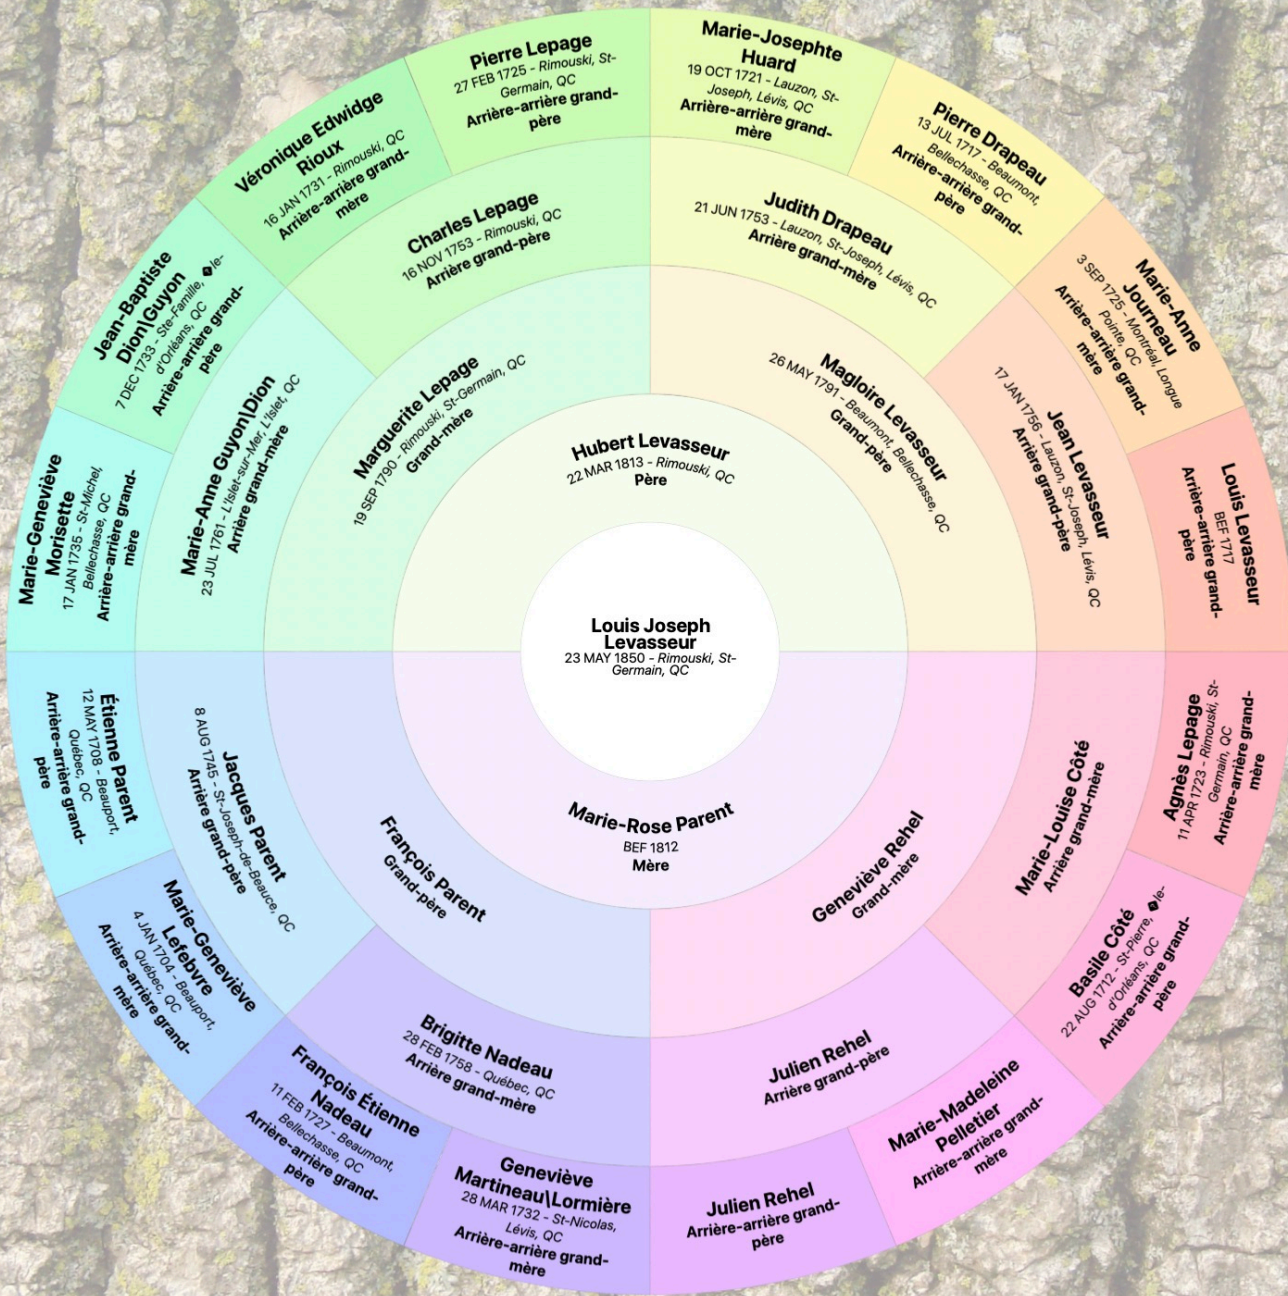 Louis Joseph
Levasseur
23 MAY 1850 - Rimouski, St-
Germain, QC
Hubert Levasseur
22 MAR 1813 - Rimouski, QC
Père
Marie-Rose Parent
BEF 1812
Mère
Marguerite Lepage
19 SEP 1790 - Rimouski, St-Germain, QC
Grand-mère
Magloire Levasseur
26 MAY 1791 - Beaumont, Bellechasse, QC
Grand-père
Geneviève Rehel
Grand-mère
François Parent
Grand-père
Marie-Anne Guyon\Dion
23 JUL 1761 - L'Islet-sur-Mer, L'Islet, QC
Arrière grand-mère
Charles Lepage
16 NOV 1753 - Rimouski, QC
Arrière grand-père
Judith Drapeau
21 JUN 1753 - Lauzon, St-Joseph, Lévis, QC
Arrière grand-mère
Jean Levasseur
17 JAN 1756 - Lauzon, St-Joseph, Lévis, QC
Arrière grand-père
Marie-Louise Côté
Arrière grand-mère
Julien Rehel
Arrière grand-père
Brigitte Nadeau
28 FEB 1758 - Québec, QC
Arrière grand-mère
Jacques Parent
8 AUG 1745 - St-Joseph-de-Beauce, QC
Arrière grand-père
Marie-Geneviève
Morisette
17 JAN 1735 - St-Michel,
Bellechasse, QC
Arrière-arrière grand-
mère
Jean-Baptiste
Dion\Guyon
7 DEC 1733 - Ste-Famille, �le-
d'Orléans, QC
Arrière-arrière grand-
père
Véronique Edwidge
Rioux
16 JAN 1731 - Rimouski, QC
Arrière-arrière grand-
mère
Pierre Lepage
27 FEB 1725 - Rimouski, St-
Germain, QC
Arrière-arrière grand-
père
Marie-Josephte
Huard
19 OCT 1721 - Lauzon, St-
Joseph, Lévis, QC
Arrière-arrière grand-
mère
Pierre Drapeau
13 JUL 1717 - Beaumont,
Bellechasse, QC
Arrière-arrière grand-
père
Marie-Anne
Journeau
3 SEP 1725 - Montréal, Longue
Pointe, QC
Arrière-arrière grand-
mère
Louis Levasseur
BEF 1717
Arrière-arrière grand-
père
Agnès Lepage
11 APR 1723 - Rimouski, St-
Germain, QC
Arrière-arrière grand-
mère
Basile Côté
22 AUG 1712 - St-Pierre, �le-
d'Orléans, QC
Arrière-arrière grand-
père
Marie-Madeleine
Pelletier
Arrière-arrière grand-
mère
Julien Rehel
Arrière-arrière grand-
père
Geneviève
Martineau\Lormière
28 MAR 1732 - St-Nicolas,
Lévis, QC
Arrière-arrière grand-
mère
François Étienne
Nadeau
11 FEB 1727 - Beaumont,
Bellechasse, QC
Arrière-arrière grand-
père
Marie-Geneviève
Lefebvre
4 JAN 1704 - Beauport,
Québec, QC
Arrière-arrière grand-
mère
Étienne Parent
12 MAY 1708 - Beauport,
Québec, QC
Arrière-arrière grand-
père